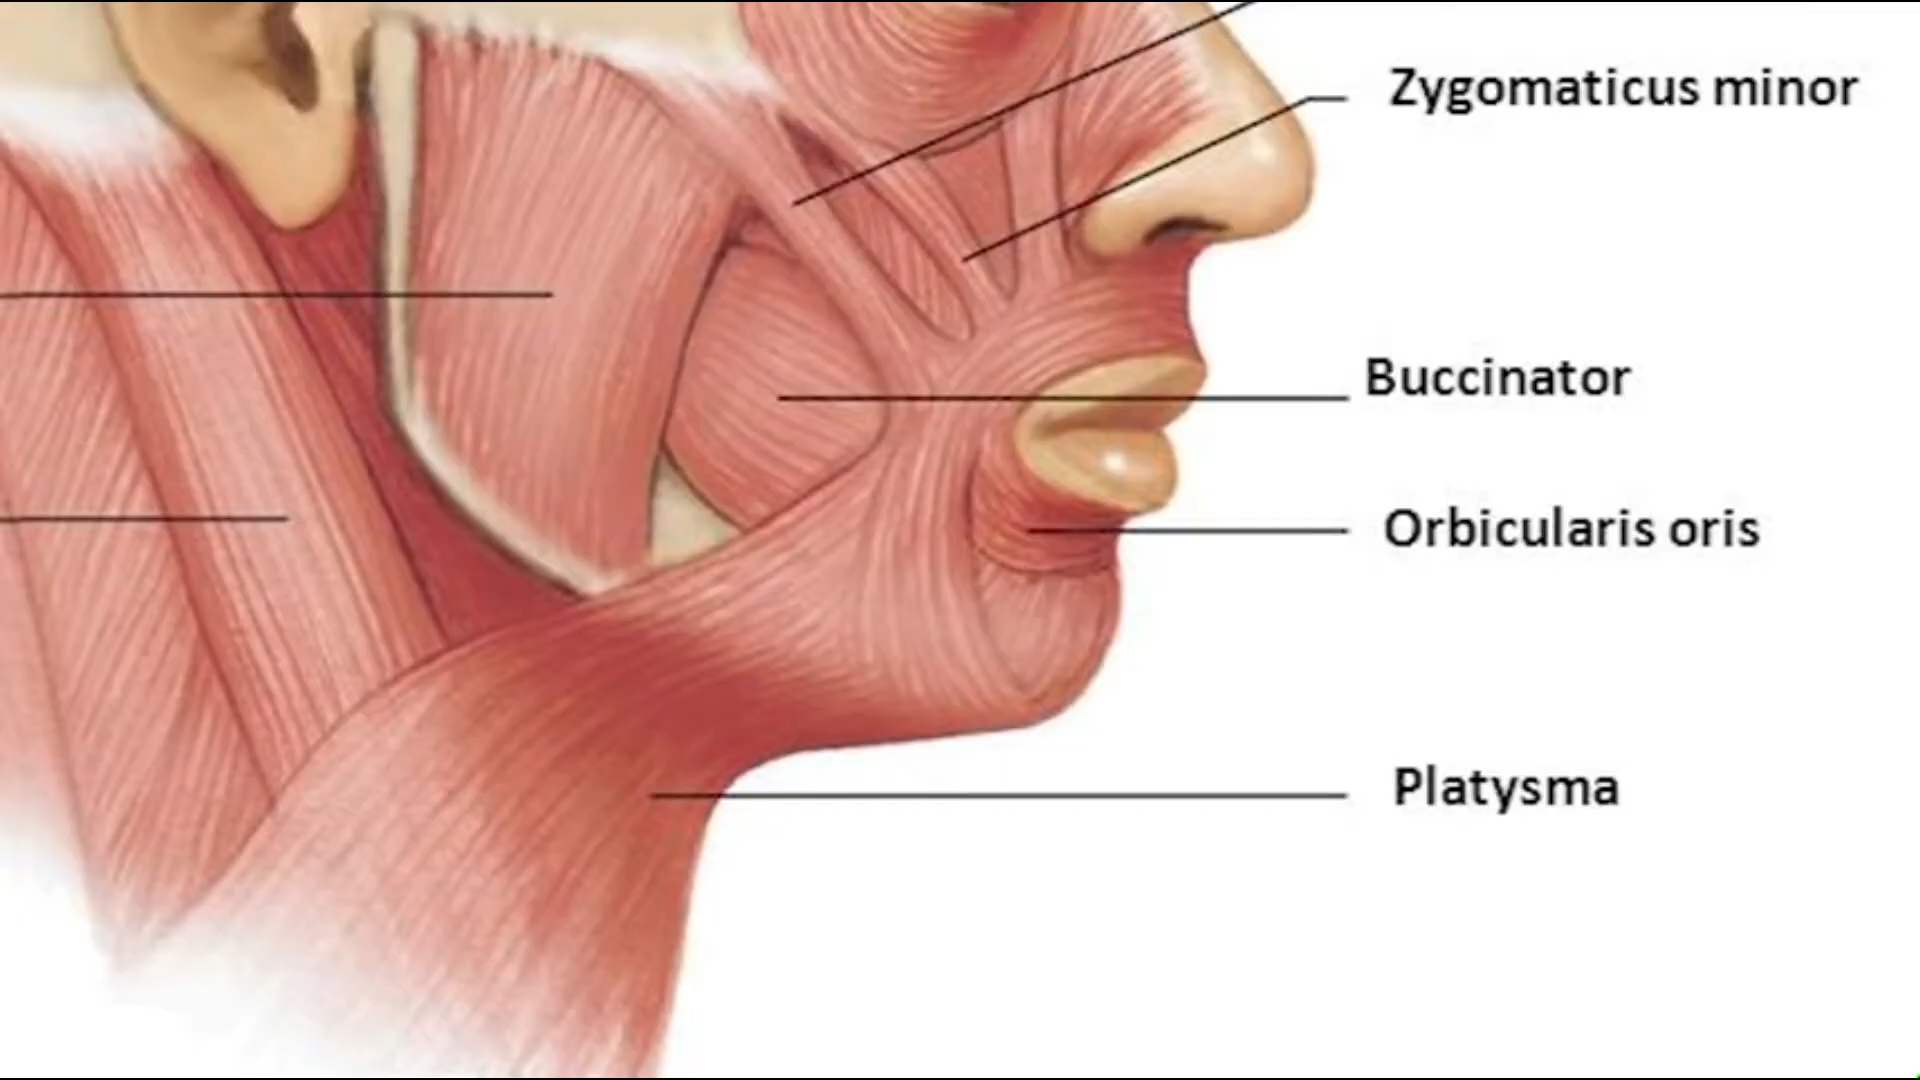 Zygomaticus minor
Buccinator
Orbicularis oris
Platysma